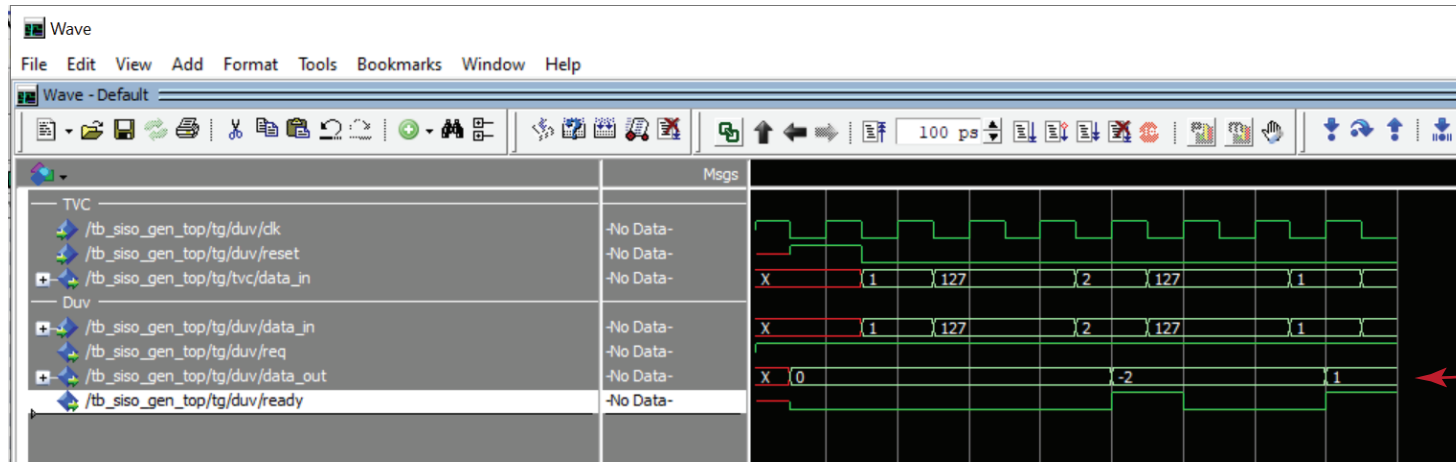 Wave
File Edit View Add Format Tools Bookmarks Window Help
Wave - Default
100 ps
Msgs
TVC
/tb_siso_gen_top/tg/duv/clk -No Data-
/tb_siso_gen_top/tg/duv/reset -No Data-
/tb_siso_gen_top/tg/tvc/data_in -No Data- X 1 127 2 127 1
Duv
/tb_siso_gen_top/tg/duv/data_in -No Data- X 1 127 2 127 1
/tb_siso_gen_top/tg/duv/req -No Data-
/tb_siso_gen_top/tg/duv/data_out -No Data- X 0 -2 1
/tb_siso_gen_top/tg/duv/ready -No Data-